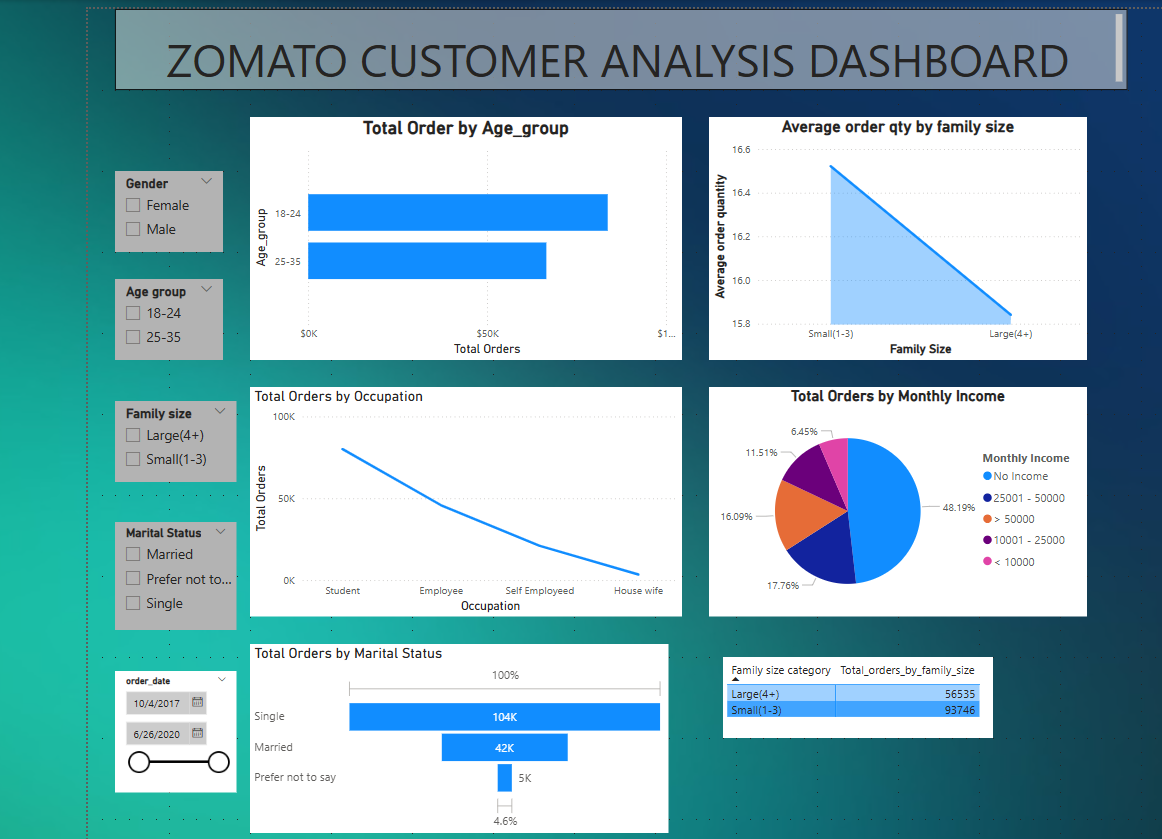 ZOMATO CUSTOMER ANALYSIS DASHBOARD
Gender
Female
Male
Age group
18-24
25-35
Family size
Large(4+)
Small(1-3)
Marital Status
Married
Prefer not to...
Single
order_date
10/4/2017
6/26/2020
Total Order by Age_group
Age_group
18-24
25-35
$0K
$50K
$1...
Total Orders
Average order qty by family size
Average order quantity
16.6
16.4
16.2
16.0
15.8
Small(1-3)
Large(4+)
Family Size
Total Orders by Occupation
Total Orders
100K
50K
0K
Student
Employee
Self Employeed
House wife
Occupation
Total Orders by Monthly Income
6.45%
11.51%
16.09%
17.76%
48.19%
Monthly Income
No Income
25001 - 50000
> 50000
10001 - 25000
< 10000
Total Orders by Marital Status
100%
Single
104K
Married
42K
Prefer not to say
5K
4.6%
Family size category Total_orders_by_family_size
Large(4+) 56535
Small(1-3) 93746